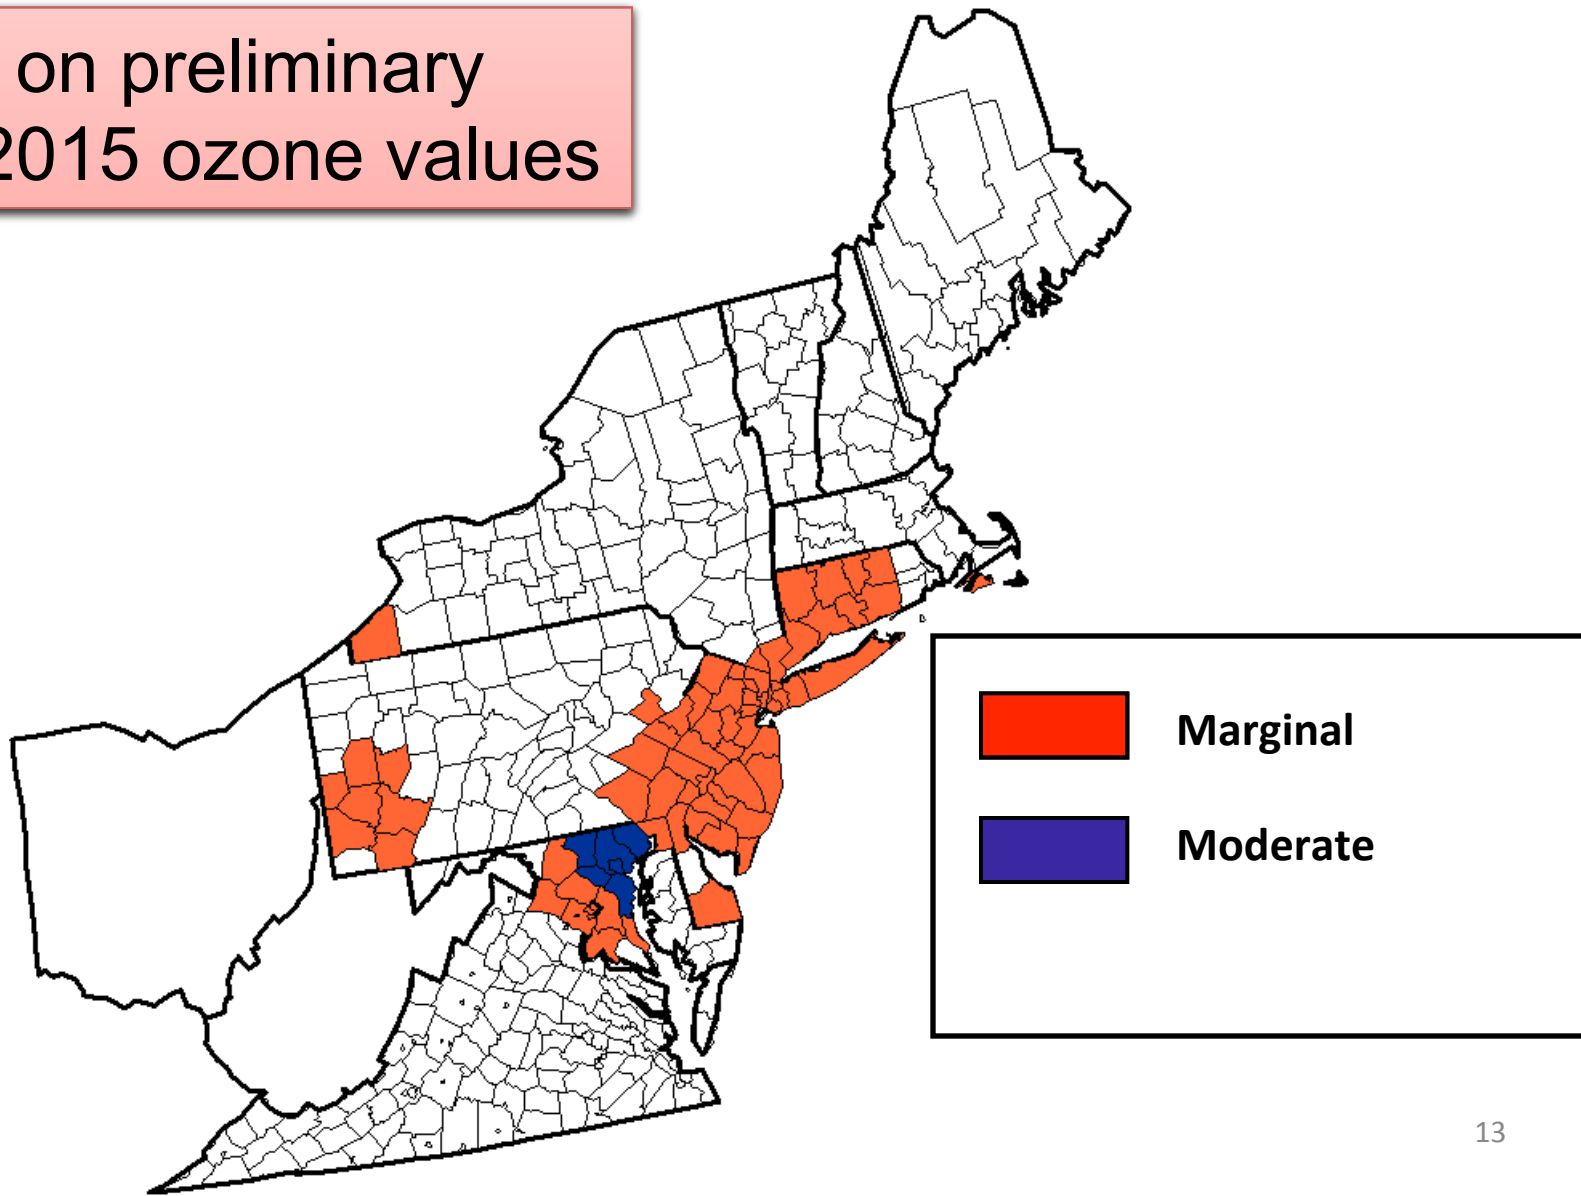 on preliminary
2015 ozone values
Marginal
Moderate
13